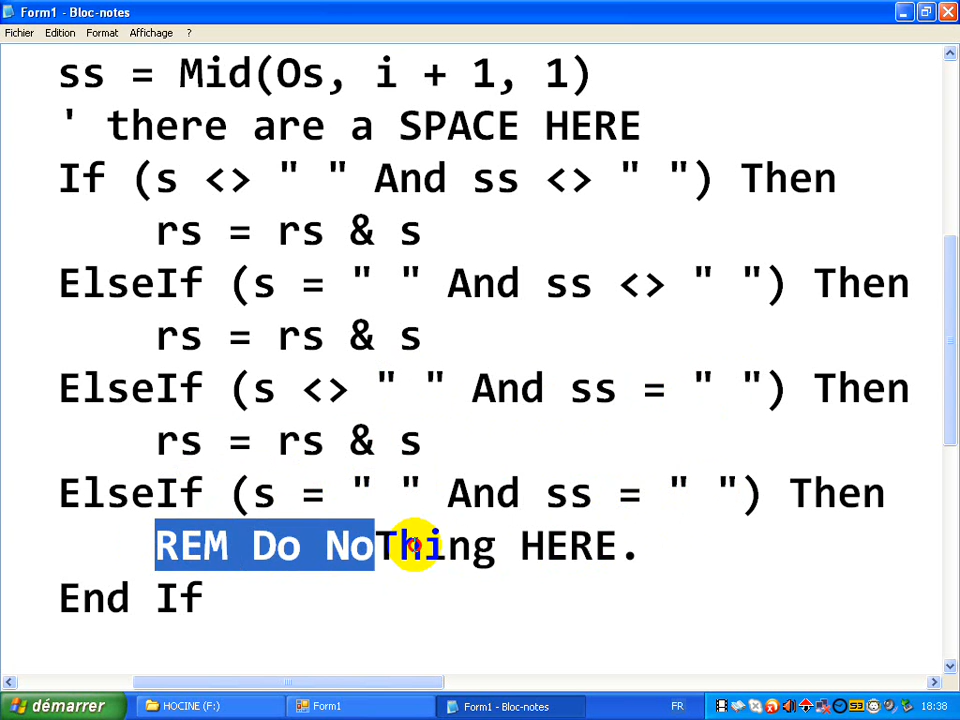 Form1 - Bloc-notes
Fichier Edition Format Affichage ?
ss = Mid(Os, i + 1, 1)
' there are a SPACE HERE
If (s <> " " And ss <> " ") Then
rs = rs & s
ElseIf (s = " " And ss <> " ") Then
rs = rs & s
ElseIf (s <> " " And ss = " ") Then
rs = rs & s
ElseIf (s = " " And ss = " ") Then
REM Do NoThing HERE.
End If
démarrer HOCINE (F:) Form1 Form1 - Bloc-notes FR 18:38